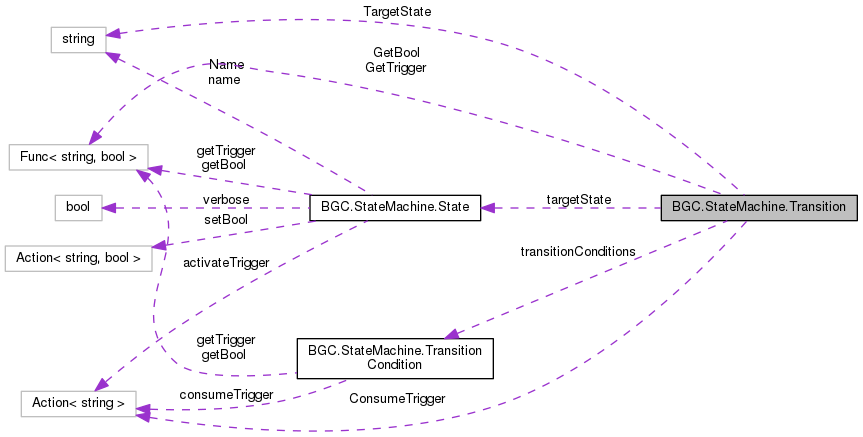 TargetState
string
GetBool
GetTrigger
Name
name
Func< string, bool >
getTrigger
getBool
bool
verbose
BGC.StateMachine.State
targetState
BGC.StateMachine.Transition
setBool
Action< string, bool >
activateTrigger
transitionConditions
getTrigger
getBool
BGC.StateMachine.Transition
Condition
Action< string >
consumeTrigger
ConsumeTrigger